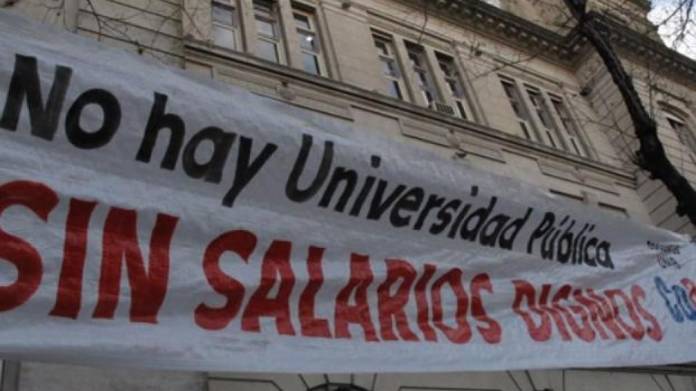 No hay Universidad Pública
SIN SALARIOS DIGNOS